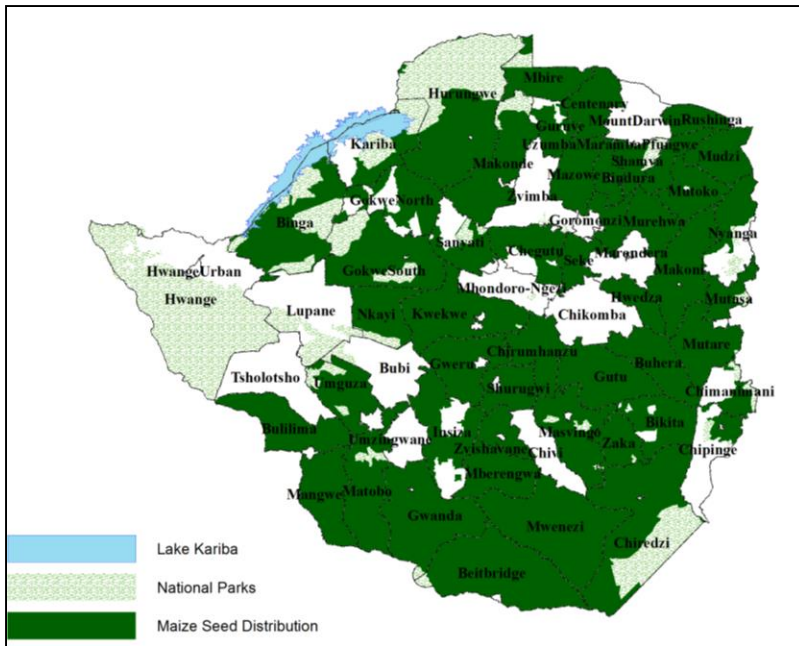 Mbire
Hurungwe
Centenary
MountDarwin
Rushinga
Guruve
Kariba
Uzumba
Maramba
Pfungwe
Shamva
Mudzi
Makonde
Mazowe
Bindura
Mutoko
Zvimba
GokweNorth
Goromonzi
Murehwa
Binga
Nyanga
Sanyati
Chegutu
Seke
Marendera
Makoni
HwangeUrban
GokweSouth
Hwange
Mhondoro-Ngezi
Hwedza
Mutasa
Lupane
Nkayi
Kwekwe
Chikomba
Mutare
Chirumhanzu
Bubi
Gweru
Buhera
Tsholotsho
Umguza
Shurugwi
Gutu
Chimanimani
Bulilima
Umzingwane
Insiza
Masvingo
Bikita
Zvishavane
Chivi
Zaka
Chipinge
Mberengwa
Mangwe
Matobo
Gwanda
Mwenezi
Chiredzi
Beitbridge
Lake Kariba
National Parks
Maize Seed Distribution